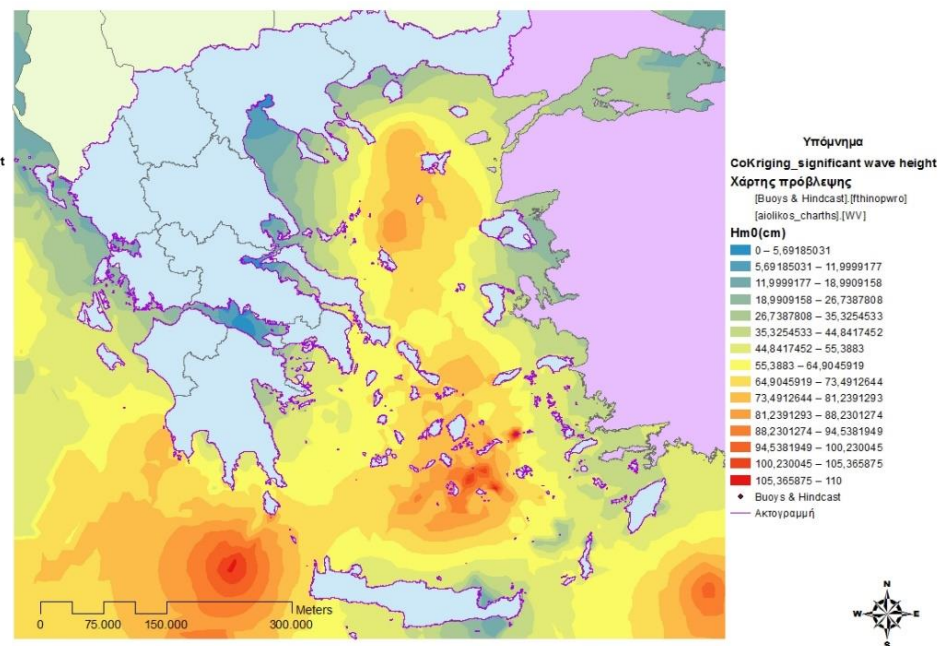 t
Υπόμνημα
CoKriging_significant wave height
Χάρτης πρόβλεψης
[Buoys & Hindcast].[fthinopwro]
[aiolikos_charths].[WV]
Hm0(cm)
0 – 5,69185031
5,69185031 – 11,9999177
11,9999177 – 18,9909158
18,9909158 – 26,7387808
26,7387808 – 35,3254533
35,3254533 – 44,8417452
44,8417452 – 55,3883
55,3883 – 64,9045919
64,9045919 – 73,4912644
73,4912644 – 81,2391293
81,2391293 – 88,2301274
88,2301274 – 94,5381949
94,5381949 – 100,230045
100,230045 – 105,365875
105,365875 – 110
Buoys & Hindcast
Ακτογραμμή
Meters
0 75.000 150.000 300.000
N
W E
S